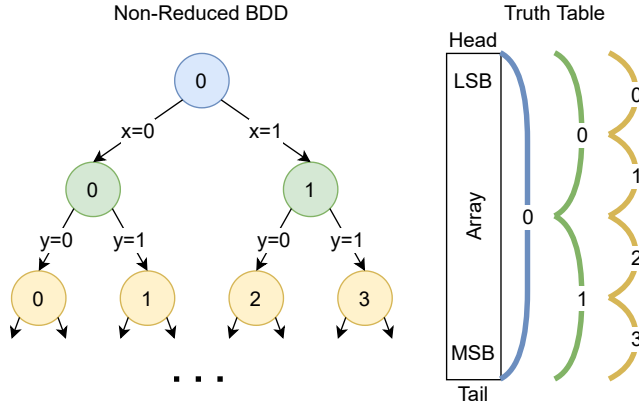 Non-Reduced BDD
0
x=0
x=1
0
1
y=0
y=1
y=0
y=1
0
1
2
3
. . .
Truth Table
Head
LSB
Array
MSB
Tail
0
0
1
0
1
2
3